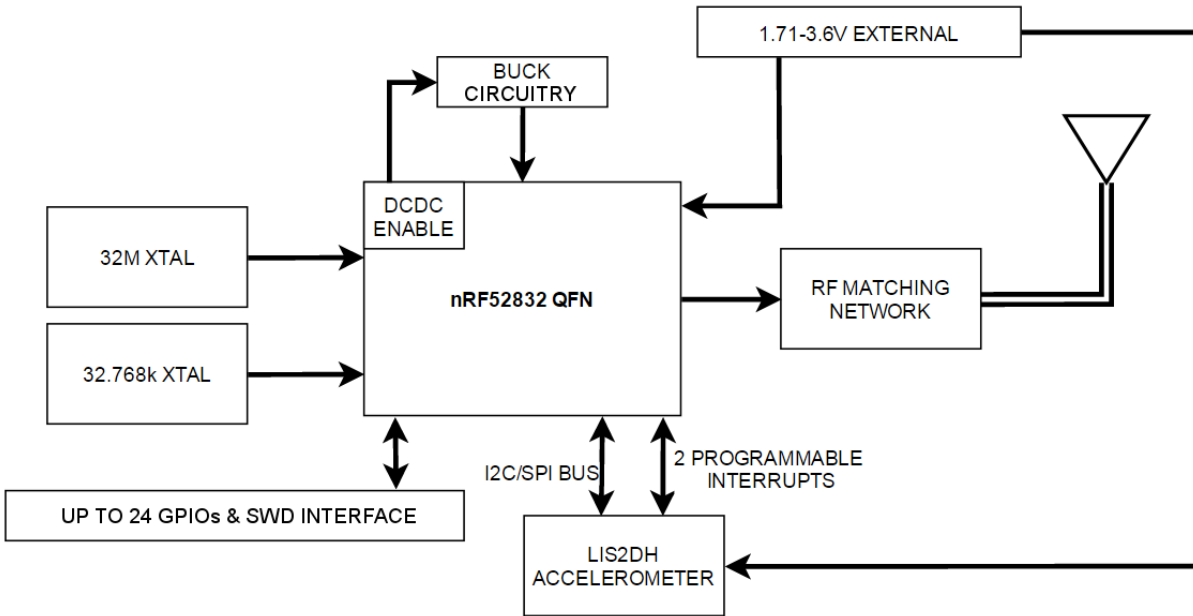 1.71-3.6V EXTERNAL
BUCK
CIRCUITRY
DCDC
ENABLE
32M XTAL
nRF52832 QFN
RF MATCHING
NETWORK
32.768k XTAL
I2C/SPI BUS
2 PROGRAMMABLE
INTERRUPTS
UP TO 24 GPIOs & SWD INTERFACE
LIS2DH
ACCELEROMETER